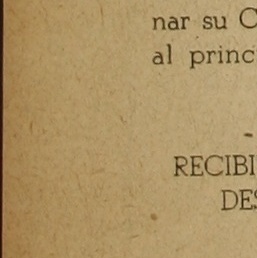 nar su C
al princ
RECIBI
DES